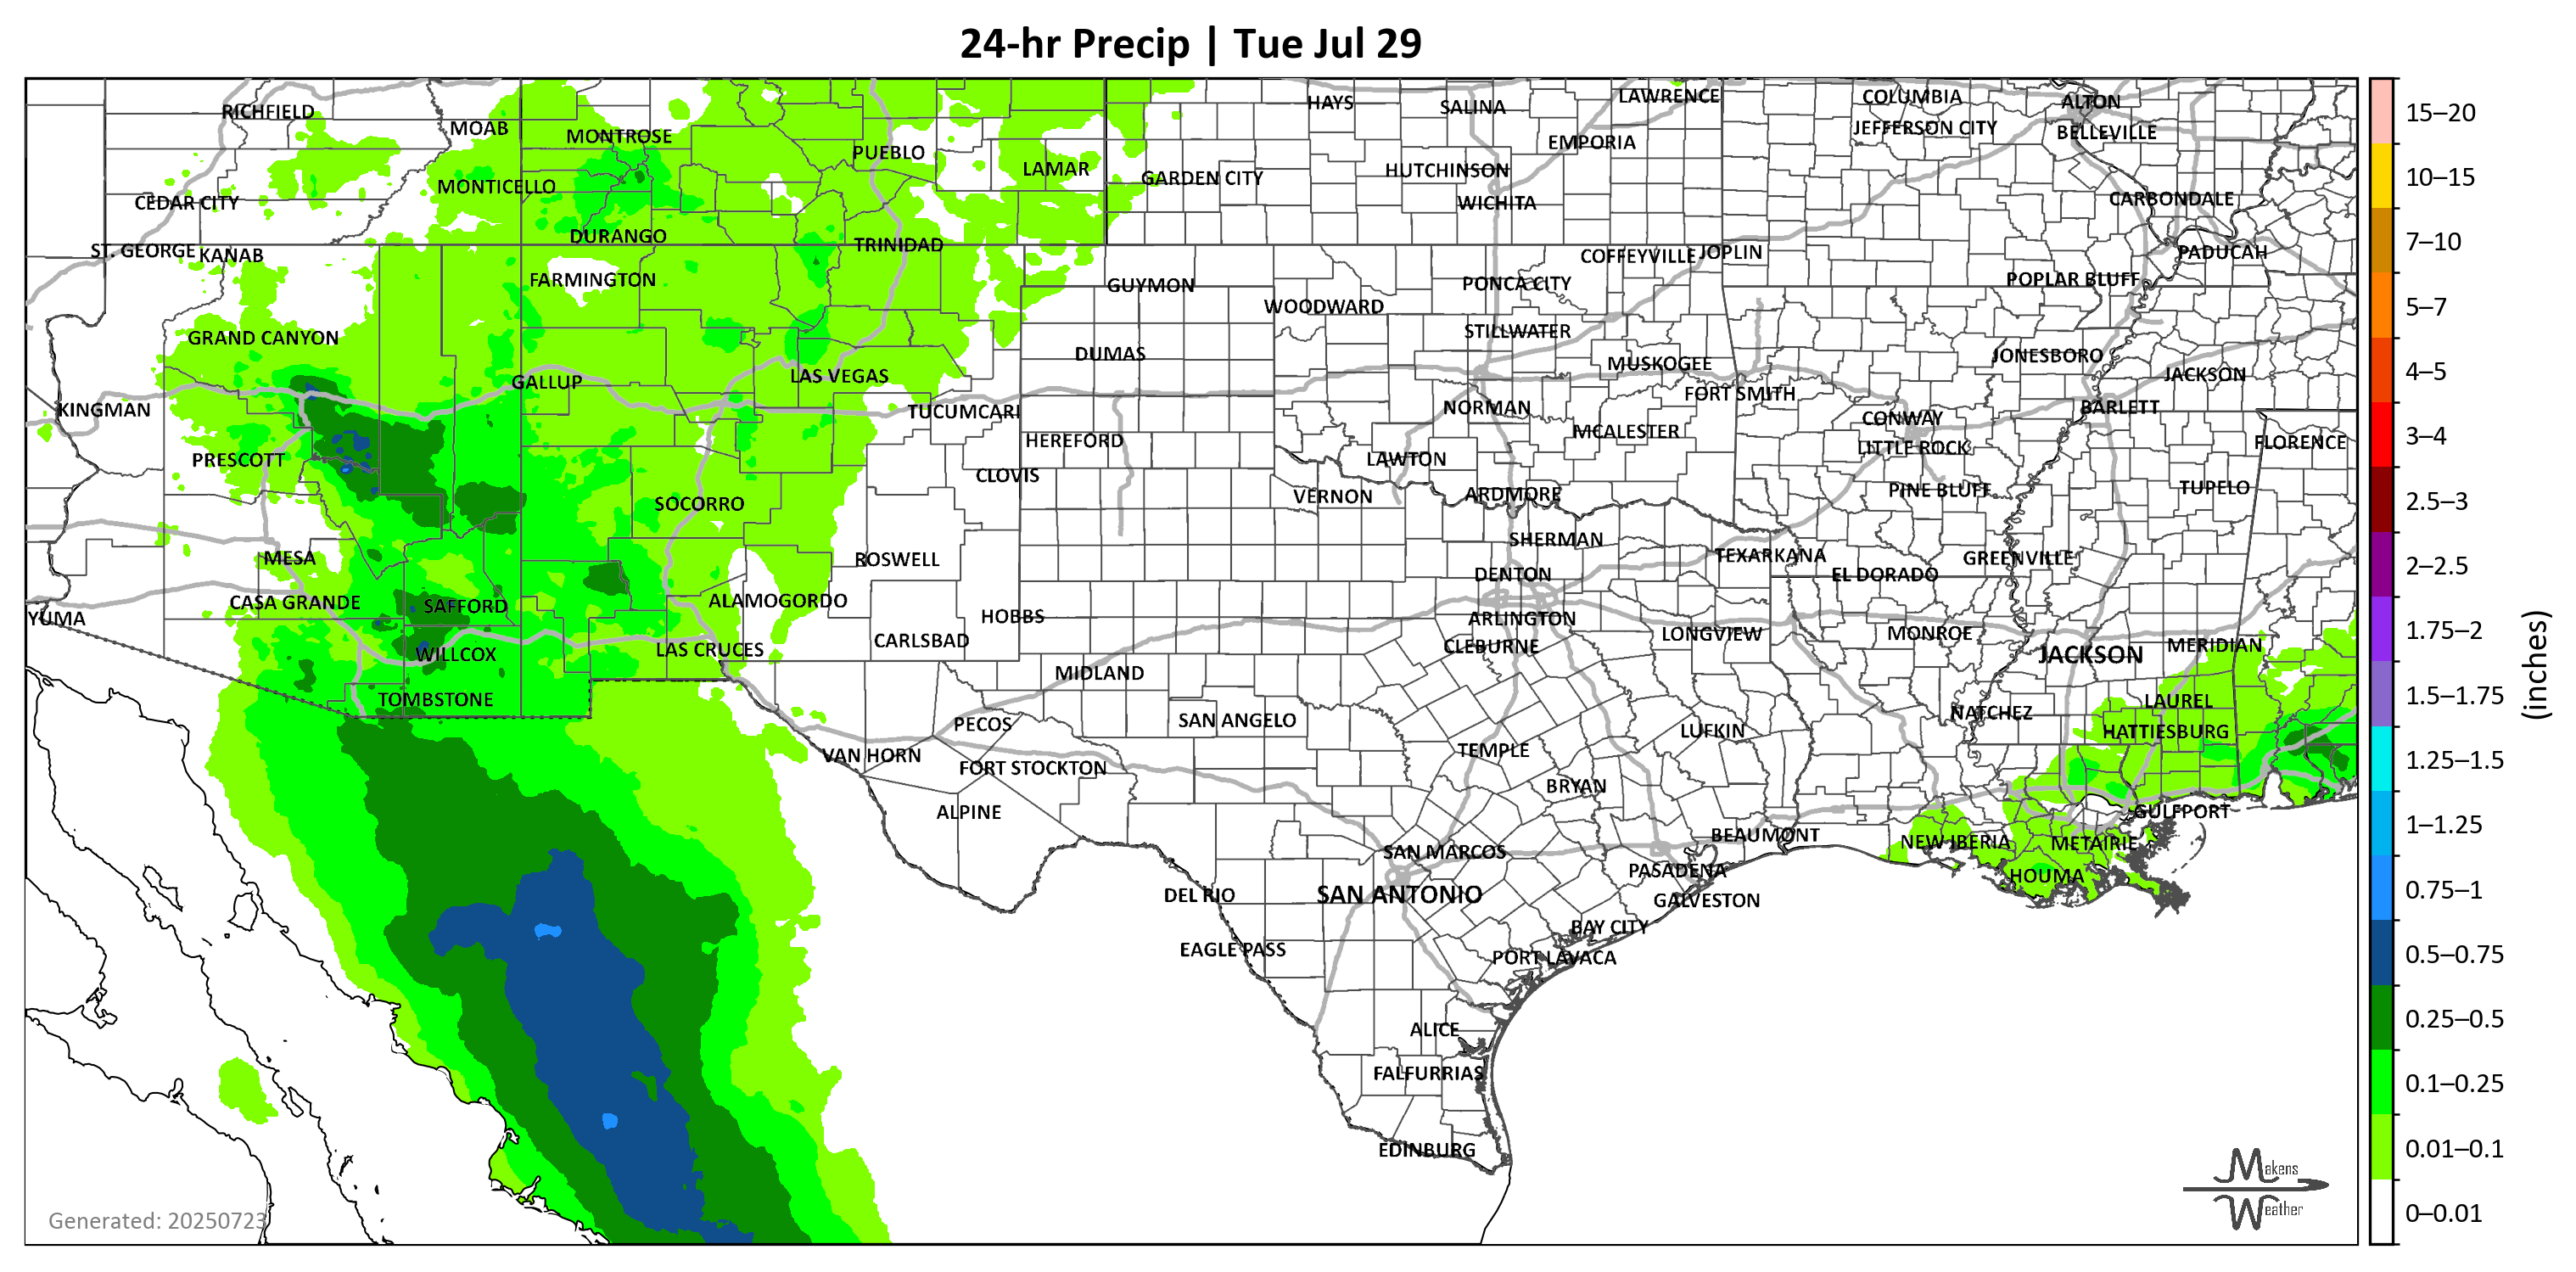 24-hr Precip | Tue Jul 29
RICHFIELD
MOAB
MONTROSE
PUEBLO
LAMAR
HAYS
SALINA
LAWRENCE
COLUMBIA
ALTON
EMPORIA
JEFFERSON CITY
BELLEVILLE
MONTICELLO
GARDEN CITY
HUTCHINSON
WICHITA
CARBONDALE
CEDAR CITY
DURANGO
TRINIDAD
ST. GEORGE
KANAB
FARMINGTON
GUYMON
COFFEYVILLE
JOPLIN
PADUCAH
PONCA CITY
POPLAR BLUFF
WOODWARD
GRAND CANYON
STILLWATER
DUMAS
MUSKOGEE
JONESBORO
GALLUP
LAS VEGAS
FORT SMITH
JACKSON
KINGMAN
TUCUMCARI
NORMAN
CONWAY
BARLETT
HEREFORD
MCALESTER
LITTLE ROCK
FLORENCE
PRESCOTT
CLOVIS
LAWTON
SOCORRO
VERNON
ARDMORE
PINE BLUFF
TUPELO
MESA
ROSWELL
SHERMAN
TEXARKANA
GREENVILLE
DENTON
EL DORADO
YUMA
CASA GRANDE
SAFFORD
ALAMOGORDO
HOBBS
ARLINGTON
CARLSBAD
CLEBURNE
LONGVIEW
MONROE
JACKSON
MERIDIAN
WILLCOX
LAS CRUCES
MIDLAND
TOMBSTONE
PECOS
SAN ANGELO
NATCHEZ
LAUREL
HATTIESBURG
VAN HORN
FORT STOCKTON
TEMPLE
LUFKIN
BRYAN
ALPINE
GULFPORT
SAN MARCOS
BEAUMONT
NEW IBERIA
METAIRIE
PASADENA
HOUMA
DEL RIO
SAN ANTONIO
GALVESTON
EAGLE PASS
BAY CITY
PORT LAVACA
ALICE
FALFURRIAS
EDINBURG
Generated: 20250723
Makens
Weather
15–20
10–15
7–10
5–7
4–5
3–4
2.5–3
2–2.5
1.75–2
1.5–1.75
1.25–1.5
1–1.25
0.75–1
0.5–0.75
0.25–0.5
0.1–0.25
0.01–0.1
0–0.01
(inches)